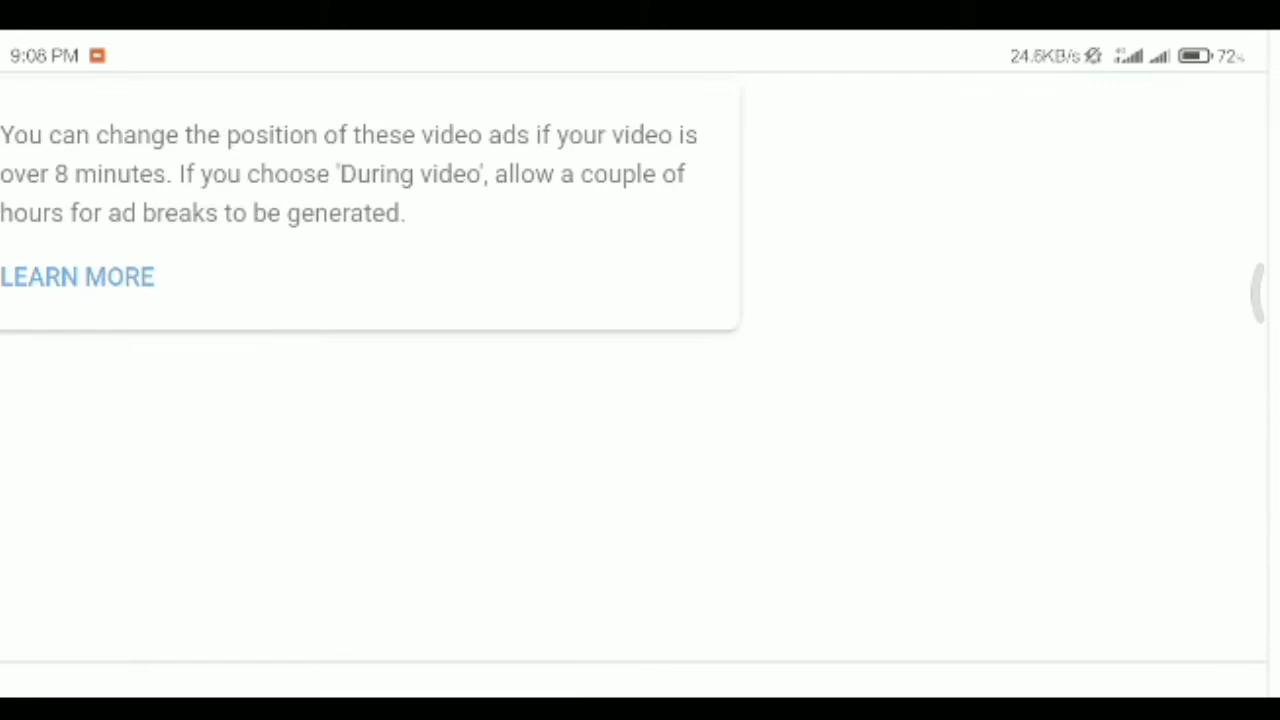 9:08 PM 24.6KB/s 72%
You can change the position of these video ads if your video is
over 8 minutes. If you choose 'During video', allow a couple of
hours for ad breaks to be generated.
LEARN MORE